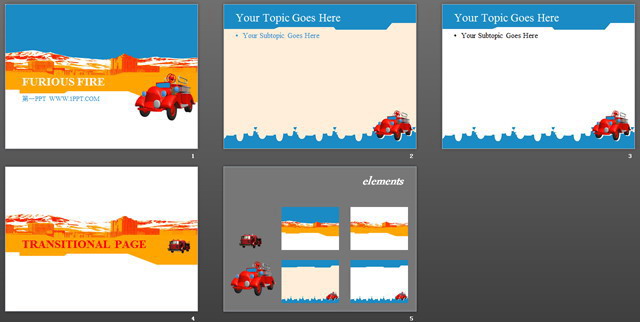 FURIOUS FIRE
第一PPT WWW.1PPT.COM
1
Your Topic Goes Here
• Your Subtopic Goes Here
2
Your Topic Goes Here
• Your Subtopic Goes Here
3
TRANSITIONAL PAGE
4
elements
5